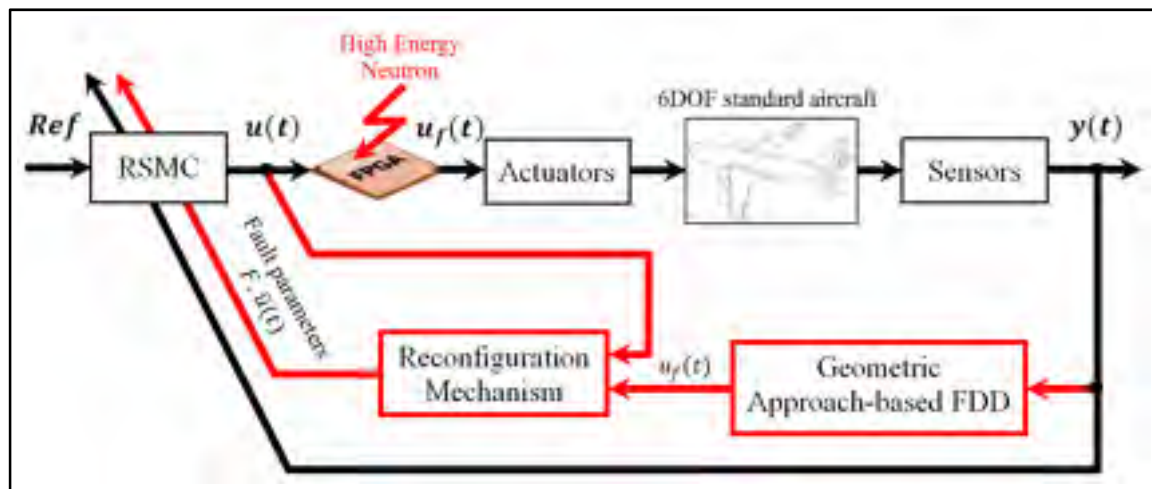 High Energy
Neutron
6DOF standard aircraft
Ref
u(t)
u_f(t)
y(t)
RSMC
FPGA
Actuators
Sensors
Fault parameters
F, ū(t)
Reconfiguration
Mechanism
u_f(t)
Geometric
Approach-based FDD